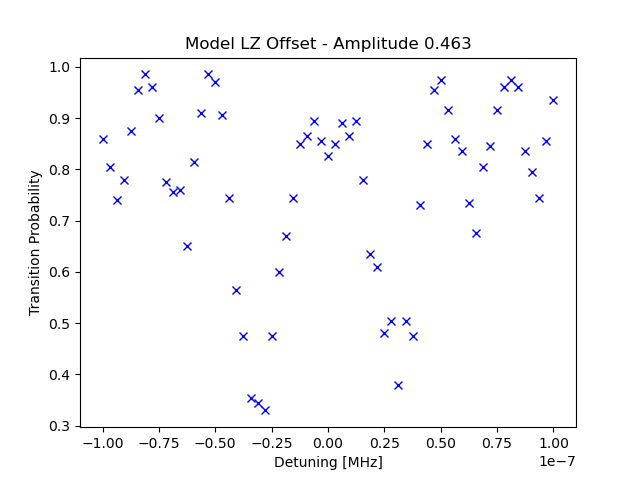 Model LZ Offset - Amplitude 0.463
Transition Probability
1.0
0.9
0.8
0.7
0.6
0.5
0.4
0.3
−1.00 −0.75 −0.50 −0.25 0.00 0.25 0.50 0.75 1.00
1e−7
Detuning [MHz]